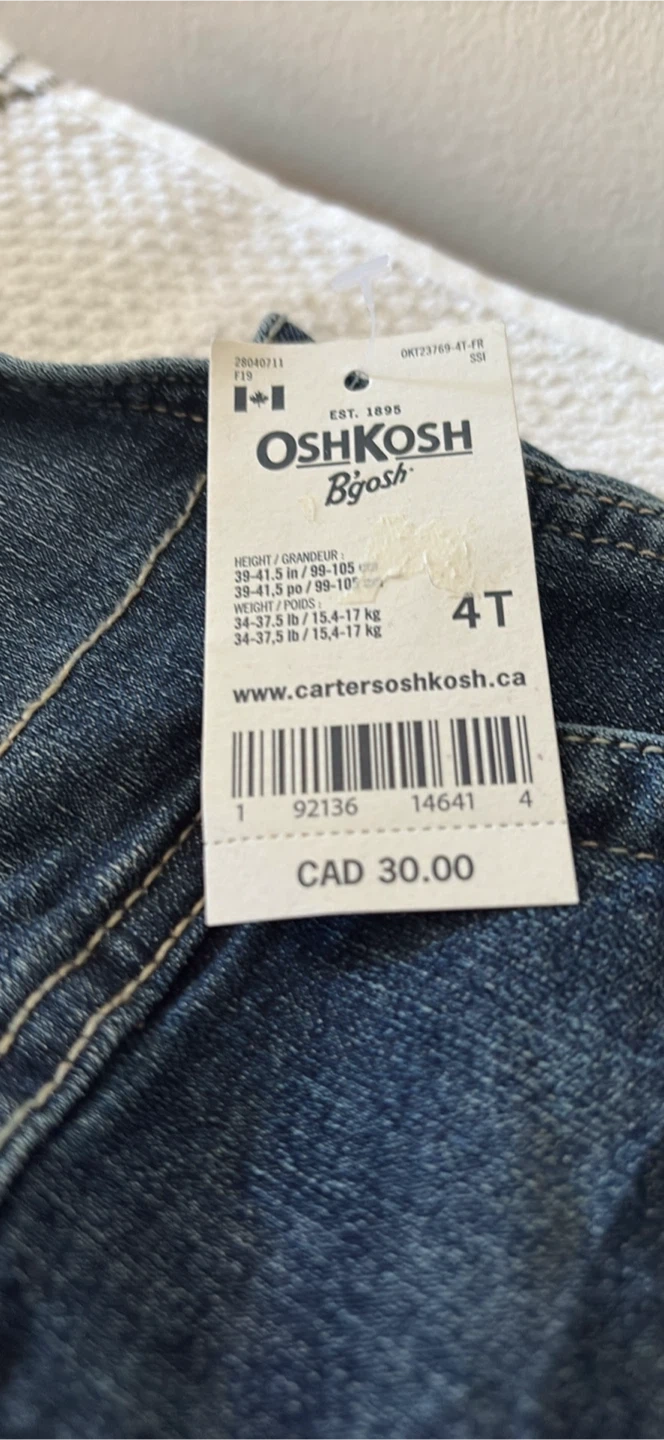 28040711
F19
OKT23769-4T-FR
SSI
EST. 1895
OSHKOSH
B'gosh
HEIGHT / GRANDEUR :
39-41.5 in / 99-105
39-41,5 po / 99-105
WEIGHT / POIDS :
34-37.5 lb / 15.4-17 kg
34-37,5 lb / 15,4-17 kg
4T
www.cartersoshkosh.ca
1 92136 14641 4
CAD 30.00